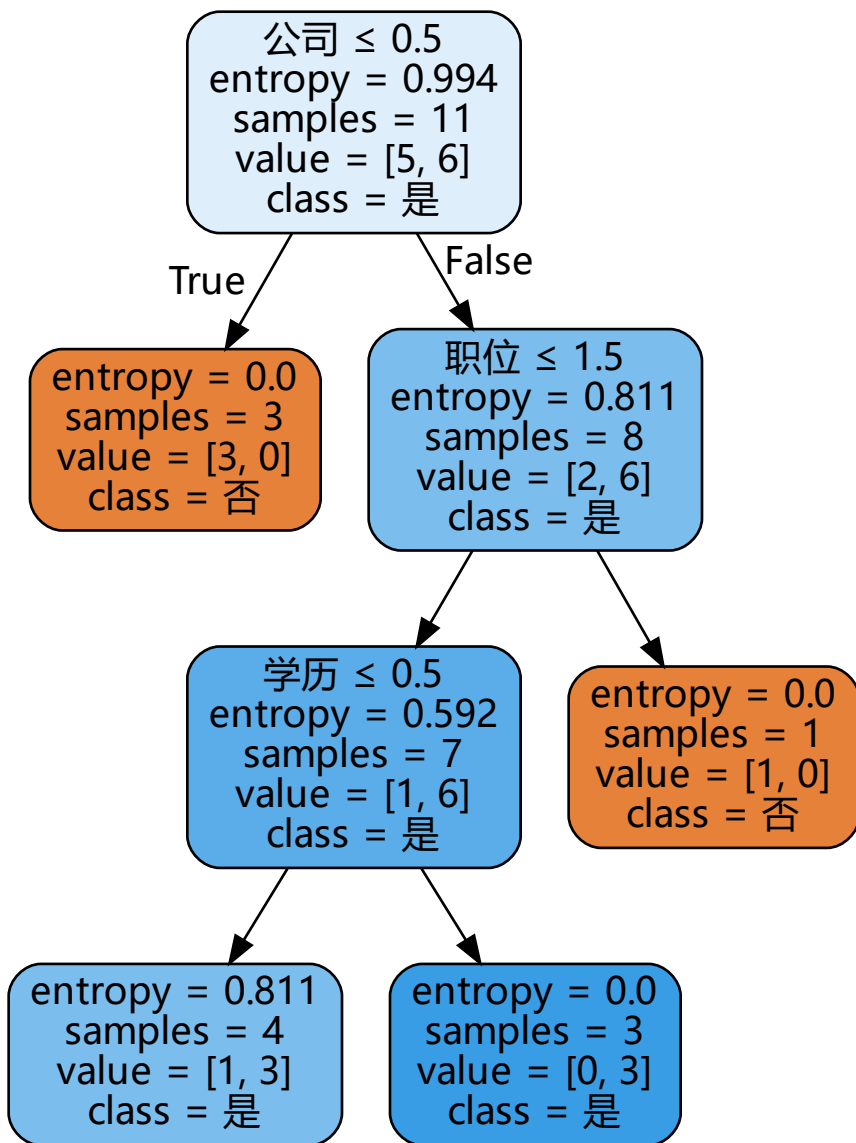 公司 ≤ 0.5
entropy = 0.994
samples = 11
value = [5, 6]
class = 是
True
False
entropy = 0.0
samples = 3
value = [3, 0]
class = 否
职位 ≤ 1.5
entropy = 0.811
samples = 8
value = [2, 6]
class = 是
学历 ≤ 0.5
entropy = 0.592
samples = 7
value = [1, 6]
class = 是
entropy = 0.0
samples = 1
value = [1, 0]
class = 否
entropy = 0.811
samples = 4
value = [1, 3]
class = 是
entropy = 0.0
samples = 3
value = [0, 3]
class = 是